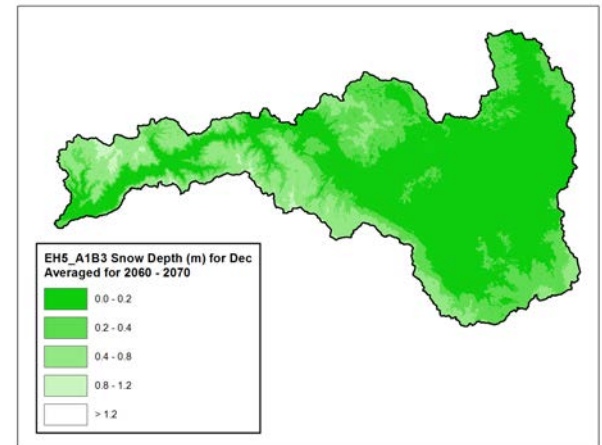 EH5_A1B3 Snow Depth (m) for Dec
Averaged for 2060 - 2070
0.0 - 0.2
0.2 - 0.4
0.4 - 0.8
0.8 - 1.2
> 1.2